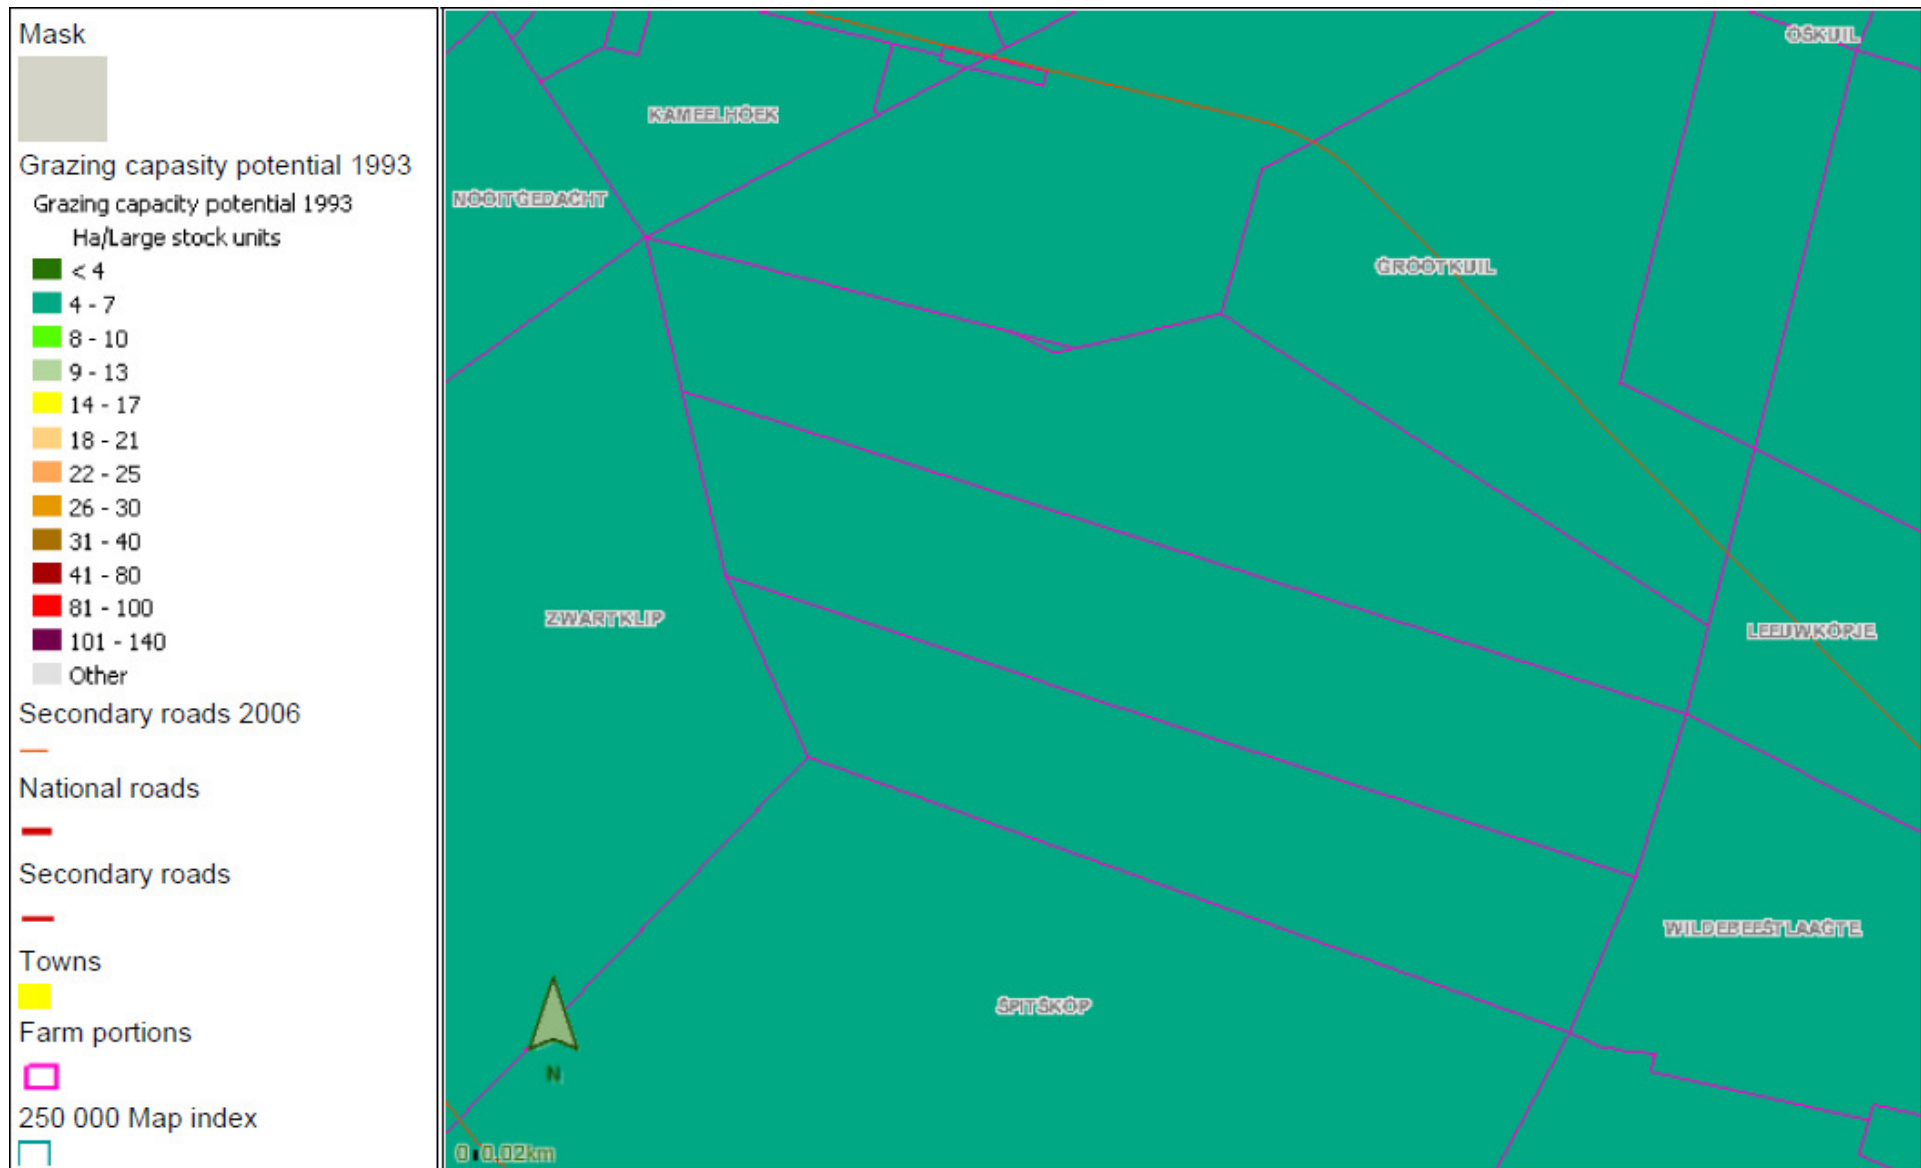 Mask
Grazing capasity potential 1993
Grazing capacity potential 1993
Ha/Large stock units
< 4
4 - 7
8 - 10
9 - 13
14 - 17
18 - 21
22 - 25
26 - 30
31 - 40
41 - 80
81 - 100
101 - 140
Other
Secondary roads 2006
National roads
Secondary roads
Towns
Farm portions
250 000 Map index
OSKUIL
KAMEELHOEK
NOOITGEDACHT
GROOTKUIL
ZWARTKLIP
LEEUWKOPJE
WILDEBEESTLAAGTE
SPITSKOP
N
0 0.02km